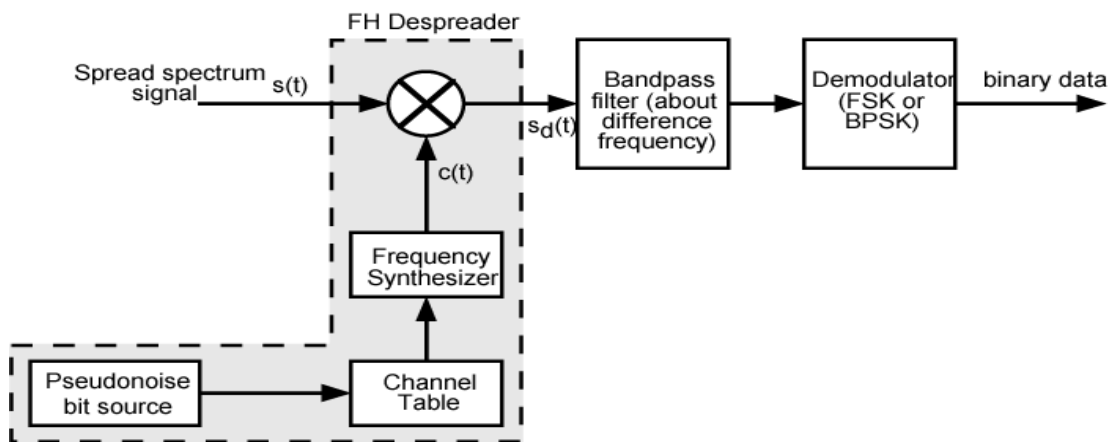 FH Despreader
Spread spectrum
signal
s(t)
s_d(t)
Bandpass
filter (about
difference
frequency)
Demodulator
(FSK or
BPSK)
binary data
c(t)
Frequency
Synthesizer
Pseudonoise
bit source
Channel
Table